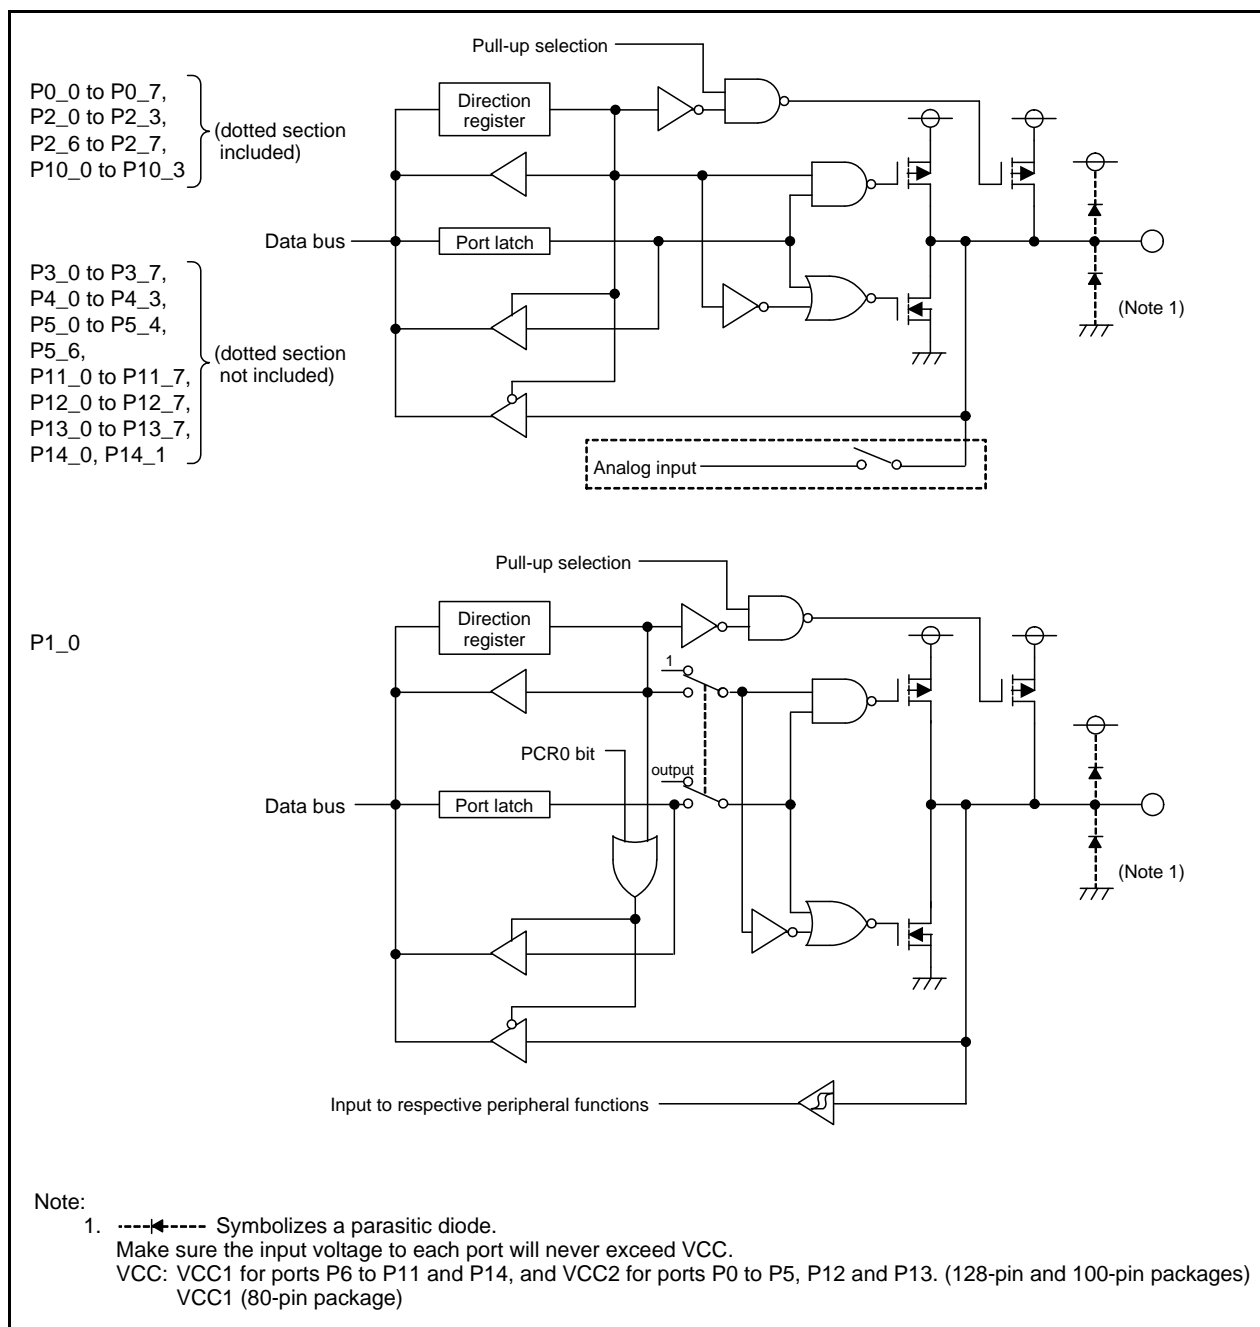 Pull-up selection
P0_0 to P0_7,
P2_0 to P2_3,
P2_6 to P2_7,
P10_0 to P10_3
(dotted section
included)
Direction
register
Data bus
Port latch
P3_0 to P3_7,
P4_0 to P4_3,
P5_0 to P5_4,
P5_6,
P11_0 to P11_7,
P12_0 to P12_7,
P13_0 to P13_7,
P14_0, P14_1
(dotted section
not included)
(Note 1)
Analog input
Pull-up selection
P1_0
Direction
register
1
PCR0 bit
output
Data bus
Port latch
(Note 1)
Input to respective peripheral functions
Note:
1. Symbolizes a parasitic diode.
Make sure the input voltage to each port will never exceed VCC.
VCC: VCC1 for ports P6 to P11 and P14, and VCC2 for ports P0 to P5, P12 and P13. (128-pin and 100-pin packages)
VCC1 (80-pin package)